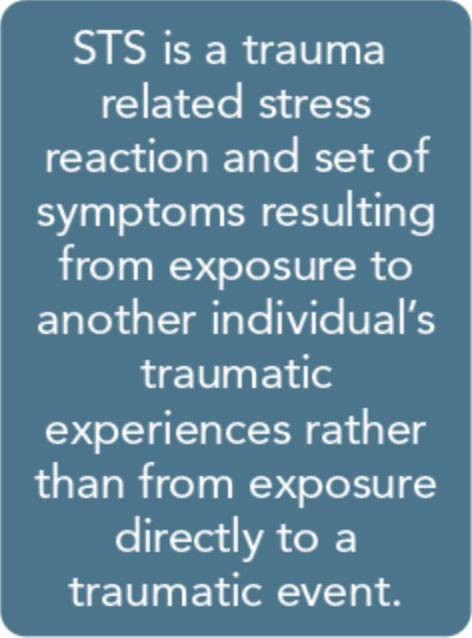 STS is a trauma
related stress
reaction and set of
symptoms resulting
from exposure to
another individual’s
traumatic
experiences rather
than from exposure
directly to a
traumatic event.